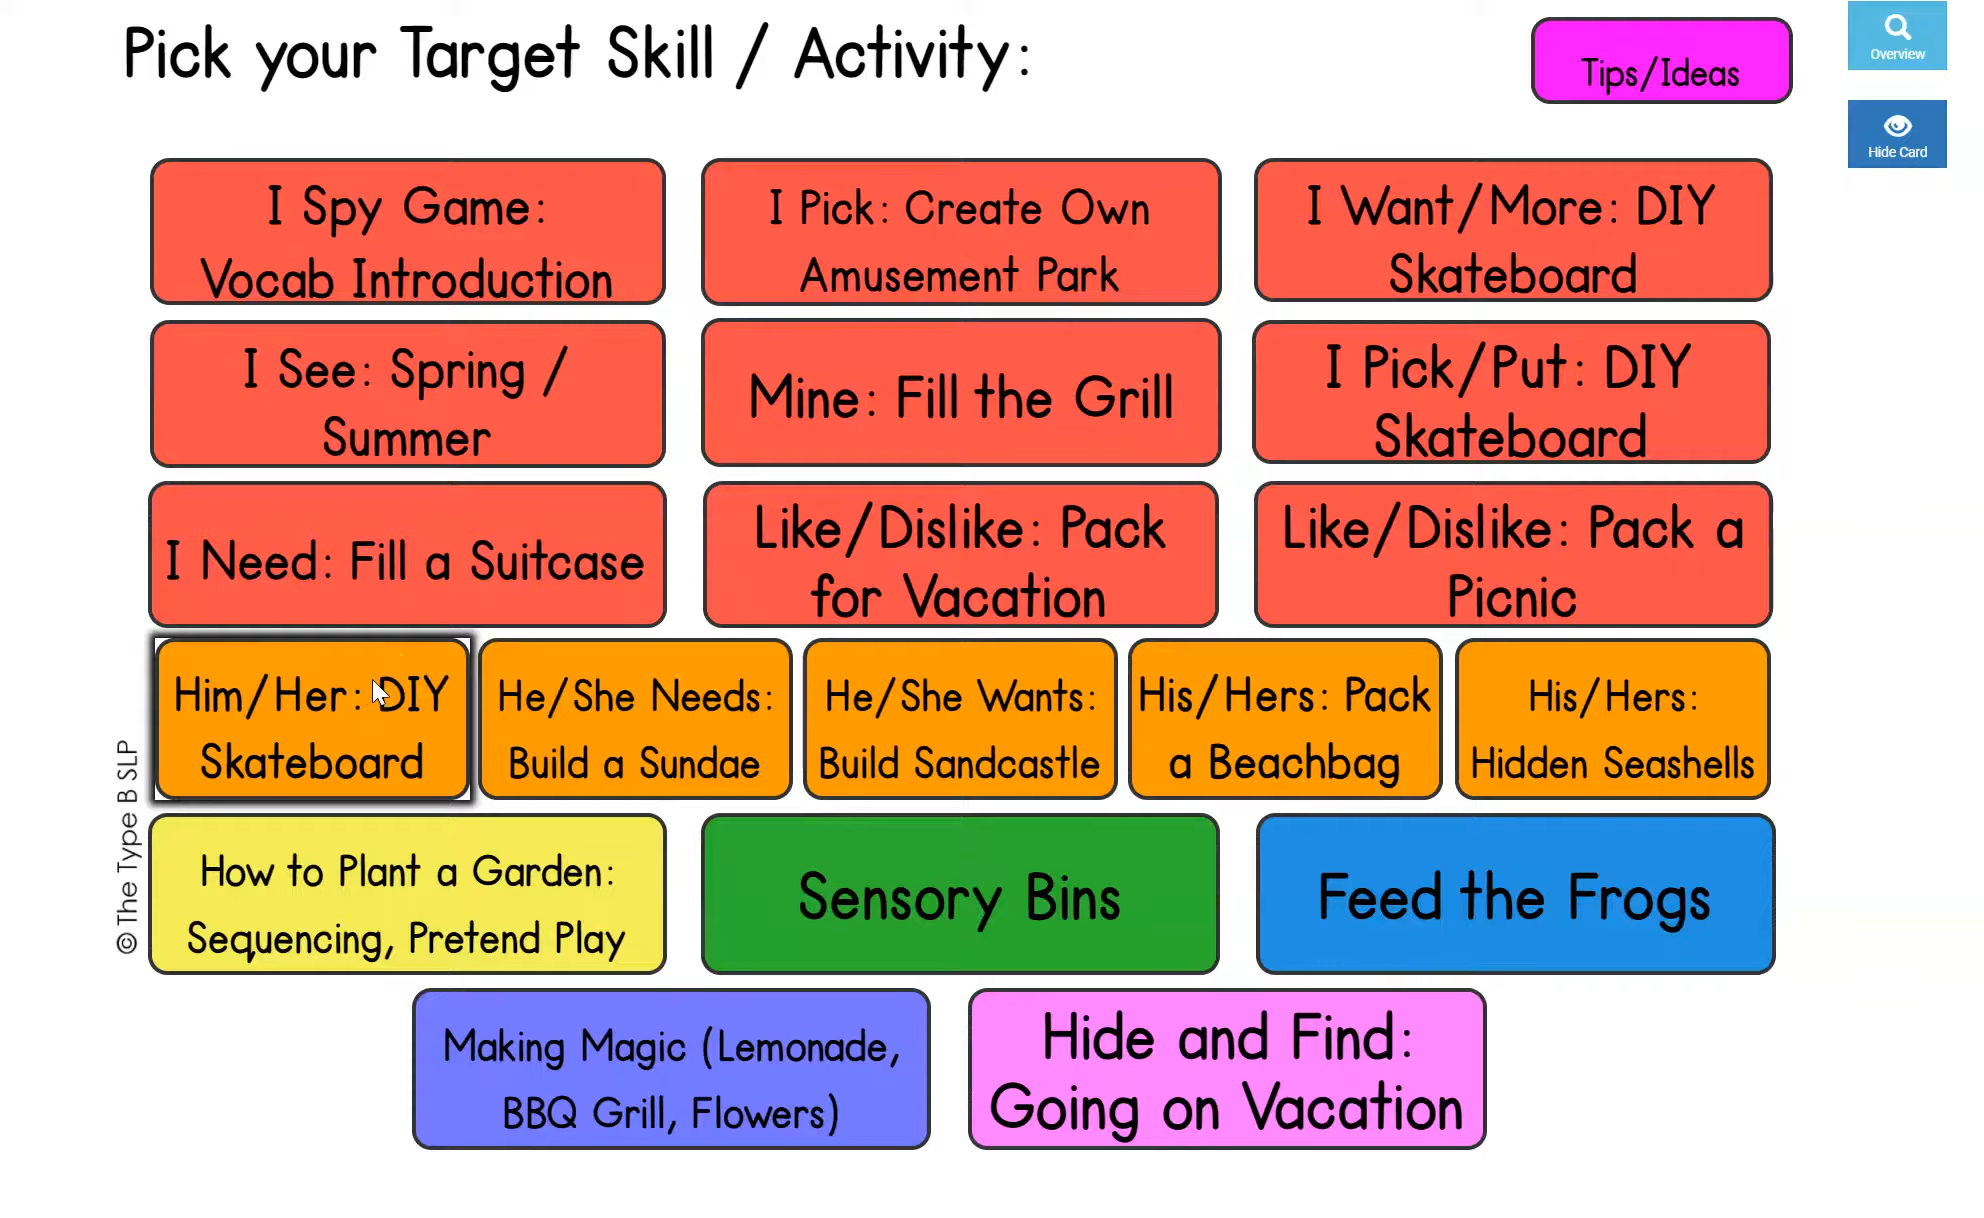 Pick your Target Skill / Activity:
Tips/Ideas
Overview
Hide Card
I Spy Game:
Vocab Introduction
I Pick: Create Own
Amusement Park
I Want/More: DIY
Skateboard
I See: Spring /
Summer
Mine: Fill the Grill
I Pick/Put: DIY
Skateboard
I Need: Fill a Suitcase
Like/Dislike: Pack
for Vacation
Like/Dislike: Pack a
Picnic
Him/Her: DIY
Skateboard
He/She Needs:
Build a Sundae
He/She Wants:
Build Sandcastle
His/Hers: Pack
a Beachbag
His/Hers:
Hidden Seashells
© The Type B SLP
How to Plant a Garden:
Sequencing, Pretend Play
Sensory Bins
Feed the Frogs
Making Magic (Lemonade,
BBQ Grill, Flowers)
Hide and Find:
Going on Vacation